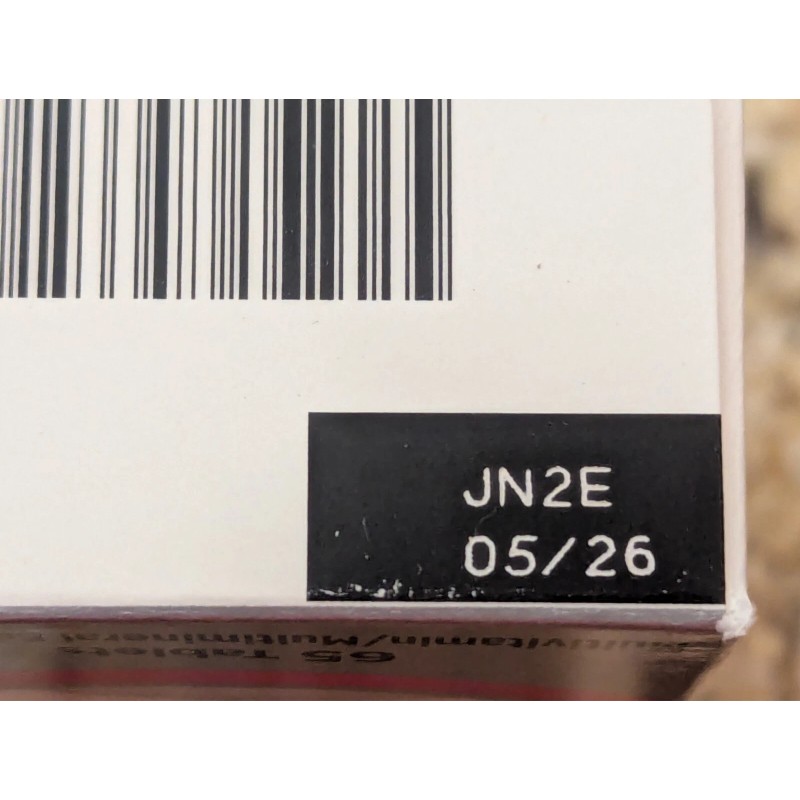 JN2E
05/26
65 Tablets
Multivitamin/Multimineral